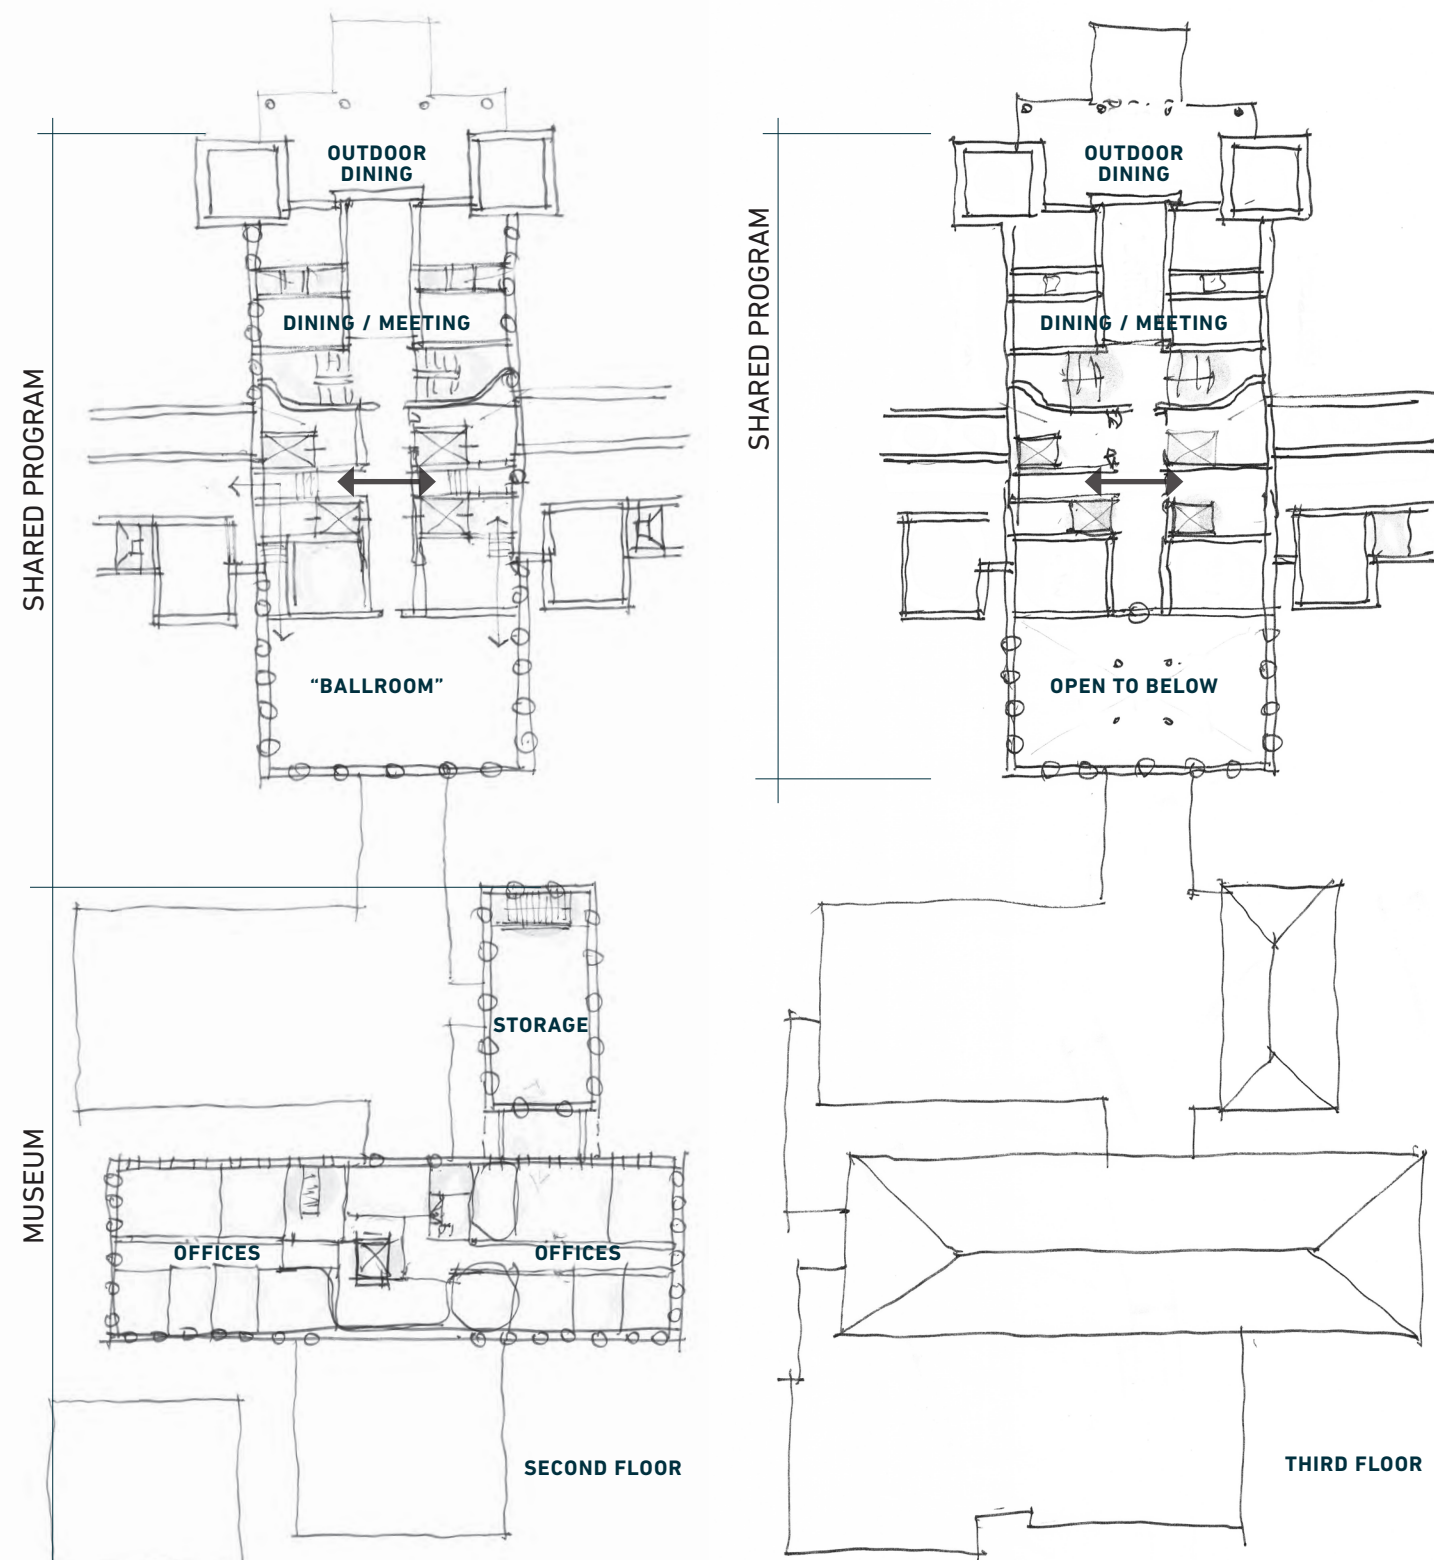 OUTDOOR
DINING
DINING / MEETING
SHARED PROGRAM
“BALLROOM”
STORAGE
MUSEUM
OFFICES
OFFICES
SECOND FLOOR
OUTDOOR
DINING
SHARED PROGRAM
DINING / MEETING
OPEN TO BELOW
THIRD FLOOR